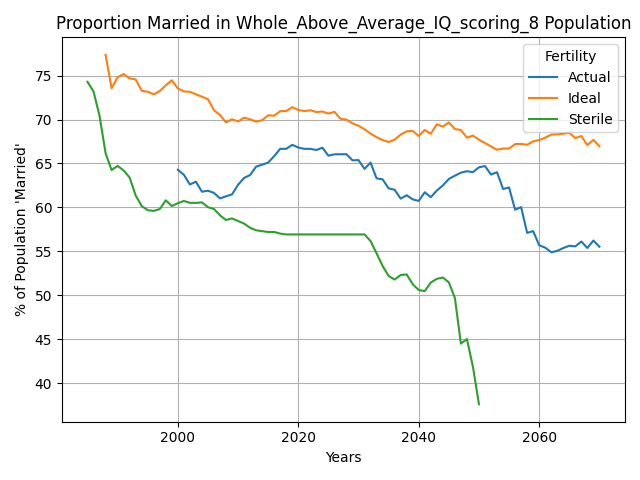 Proportion Married in Whole_Above_Average_IQ_scoring_8 Population
% of Population 'Married'
75
70
65
60
55
50
45
40
Fertility
Actual
Ideal
Sterile
2000
2020
2040
2060
Years